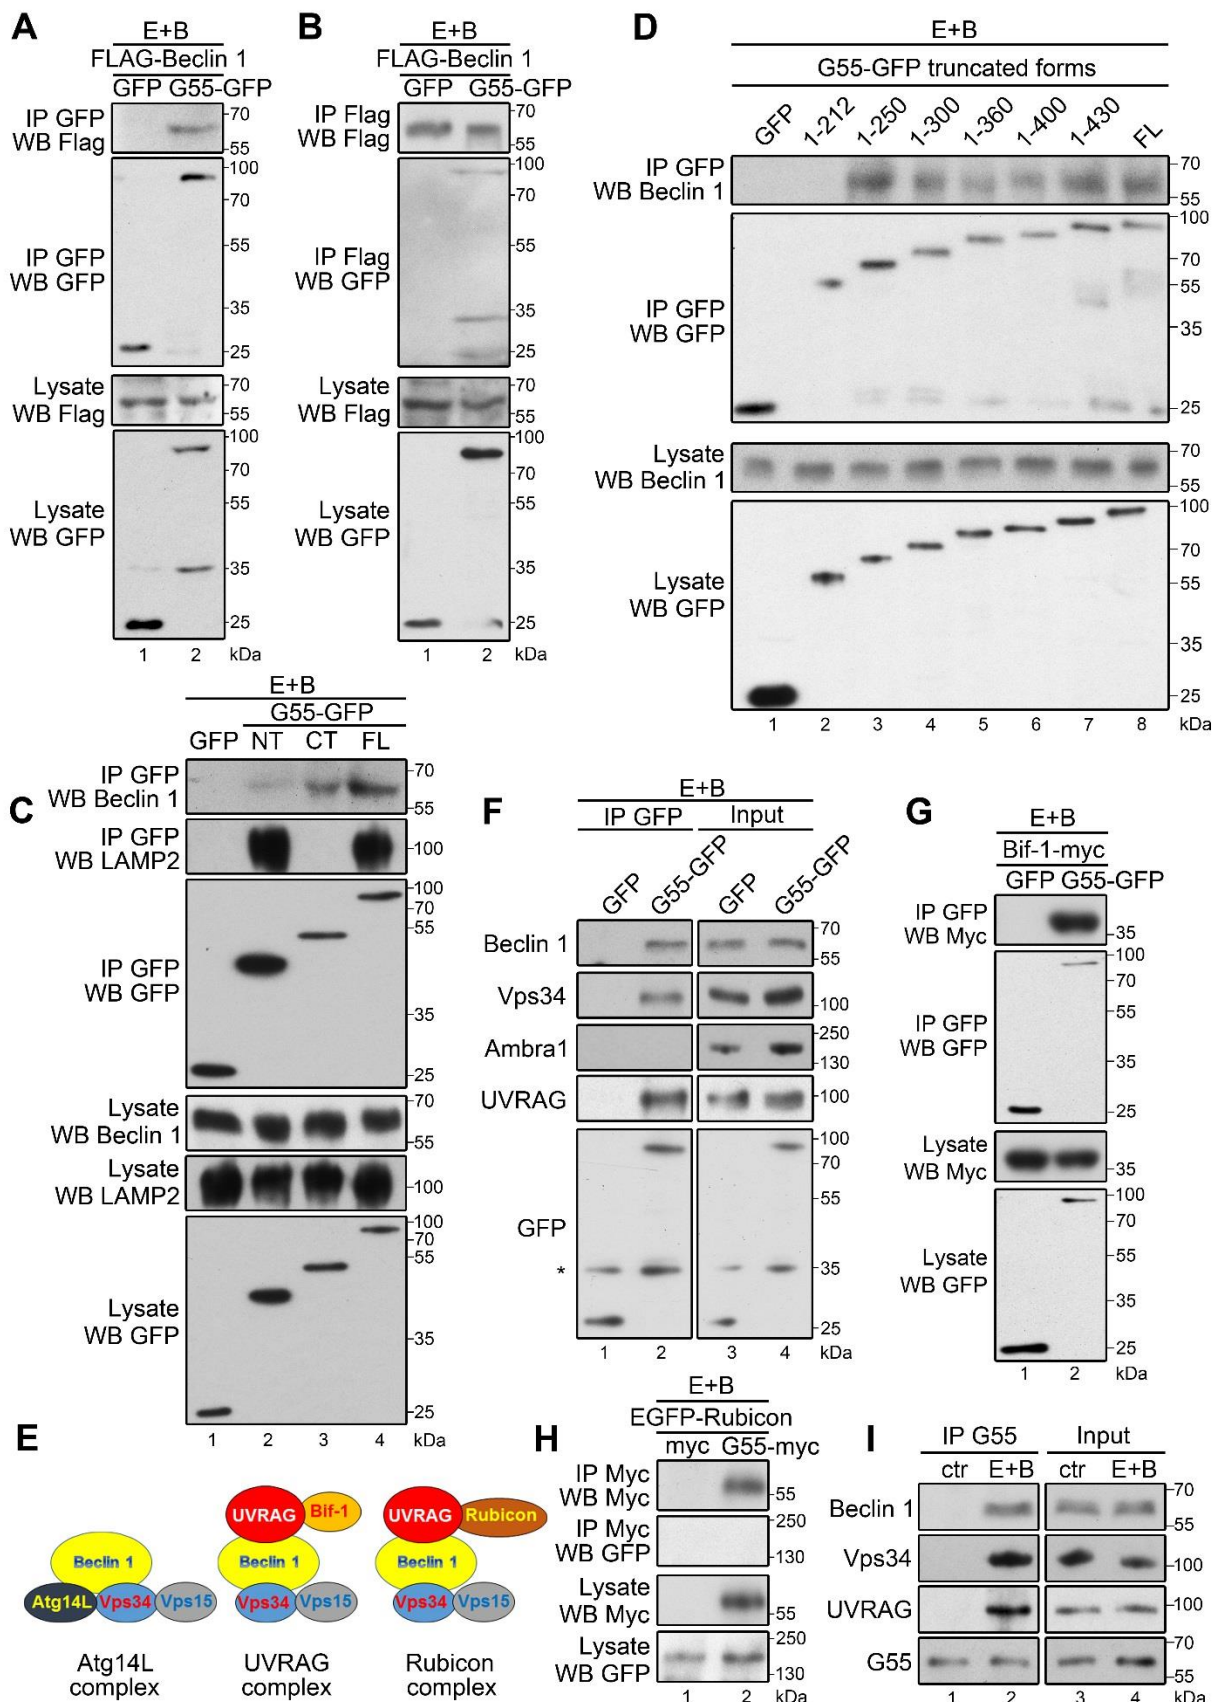 A
E+B
FLAG-Beclin 1
GFP G55-GFP
IP GFP
WB Flag
70
55
IP GFP
WB GFP
100
70
55
35
25
Lysate
WB Flag
70
55
Lysate
WB GFP
100
70
55
35
25
1 2 kDa
B
E+B
FLAG-Beclin 1
GFP G55-GFP
IP Flag
WB Flag
70
55
IP Flag
WB GFP
100
70
55
35
25
Lysate
WB Flag
70
55
Lysate
WB GFP
100
70
55
35
25
1 2 kDa
D
E+B
G55-GFP truncated forms
GFP 1-212 1-250 1-300 1-360 1-400 1-430 FL
IP GFP
WB Beclin 1
70
55
IP GFP
WB GFP
100
70
55
35
25
Lysate
WB Beclin 1
70
55
Lysate
WB GFP
100
70
55
35
25
1 2 3 4 5 6 7 8 kDa
C
E+B
G55-GFP
GFP NT CT FL
IP GFP
WB Beclin 1
70
55
IP GFP
WB LAMP2
100
IP GFP
WB GFP
100
70
55
35
25
Lysate
WB Beclin 1
70
55
Lysate
WB LAMP2
100
Lysate
WB GFP
100
70
55
35
25
1 2 3 4 kDa
F
E+B
IP GFP Input
GFP G55-GFP GFP G55-GFP
Beclin 1
70
55
Vps34
100
Ambra1
250
130
UVRAG
100
GFP
100
70
55
*
35
25
1 2 3 4 kDa
G
E+B
Bif-1-myc
GFP G55-GFP
IP GFP
WB Myc
35
IP GFP
WB GFP
100
70
55
35
25
Lysate
WB Myc
35
Lysate
WB GFP
100
70
55
35
25
1 2 kDa
E
Beclin 1
Atg14L Vps34 Vps15
Atg14L
complex
UVRAG Bif-1
Beclin 1
Vps34 Vps15
UVRAG
complex
UVRAG Rubicon
Beclin 1
Vps34 Vps15
Rubicon
complex
H
E+B
EGFP-Rubicon
myc G55-myc
IP Myc
WB Myc
55
IP Myc
WB GFP
250
130
Lysate
WB Myc
55
Lysate
WB GFP
250
130
1 2 kDa
I
IP G55 Input
ctr E+B ctr E+B
Beclin 1
70
55
Vps34
100
UVRAG
100
G55
70
55
1 2 3 4 kDa